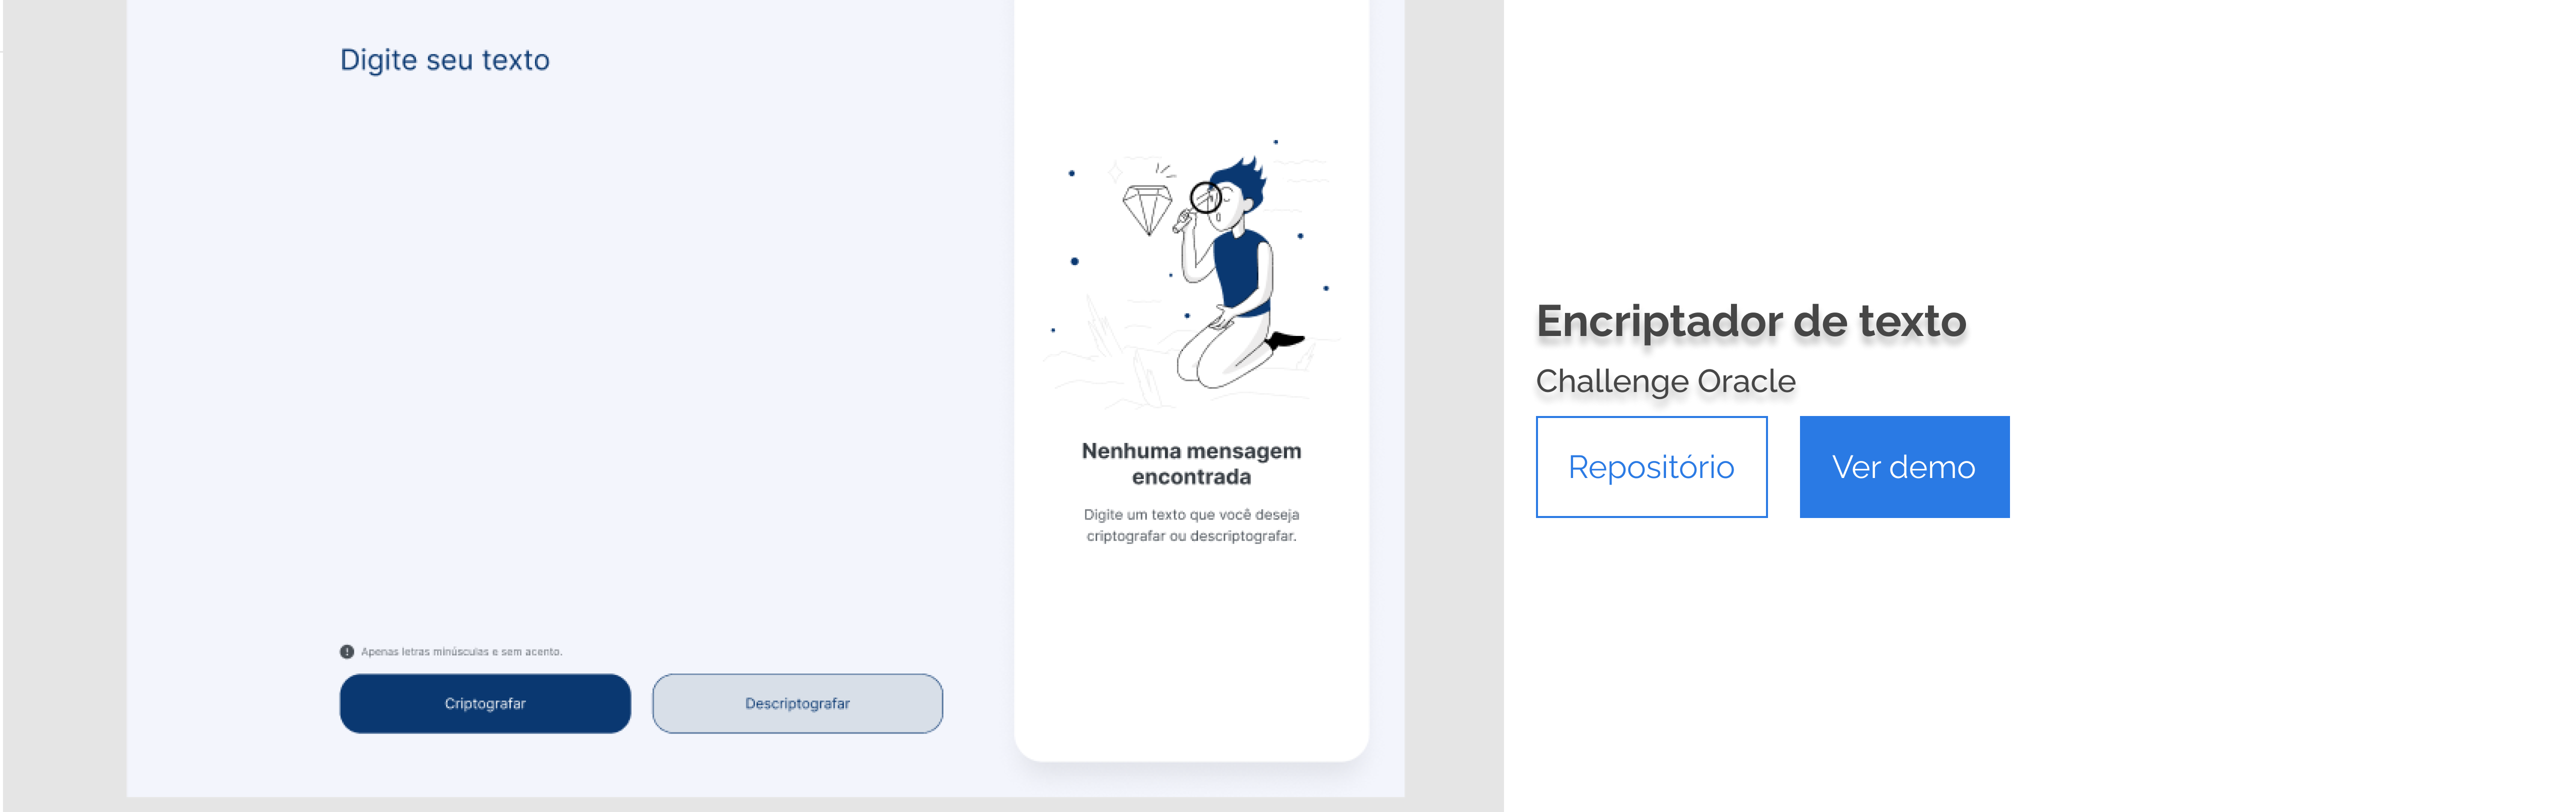 Digite seu texto
Nenhuma mensagem
encontrada
Digite um texto que você deseja
criptografar ou descriptografar.
Apenas letras minúsculas e sem acento.
Criptografar
Descriptografar
Encriptador de texto
Challenge Oracle
Repositório
Ver demo